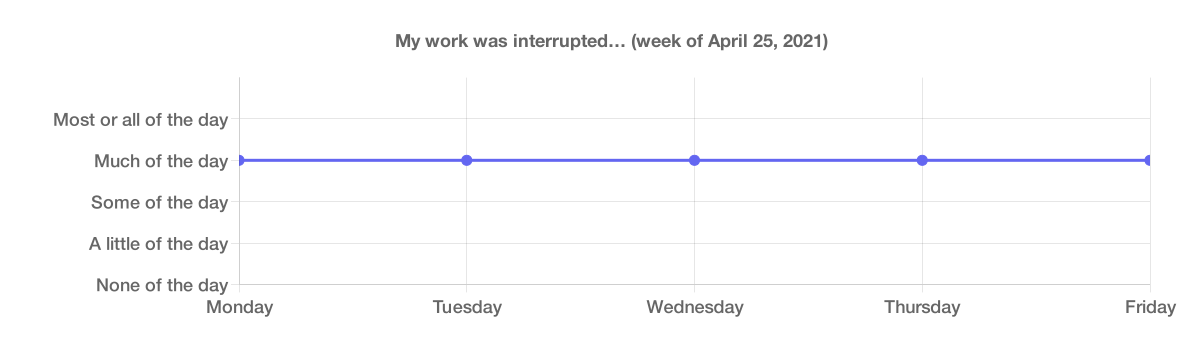 My work was interrupted… (week of April 25, 2021)
Most or all of the day
Much of the day
Some of the day
A little of the day
None of the day
Monday Tuesday Wednesday Thursday Friday